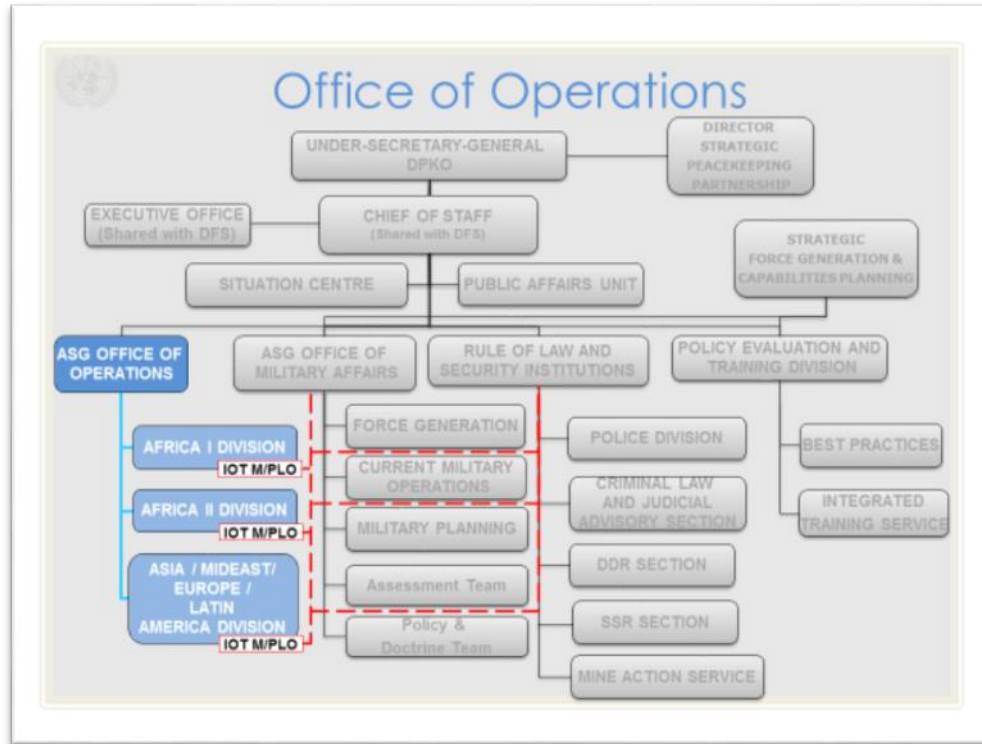 Office of Operations
UNDER-SECRETARY-GENERAL
DPKO
DIRECTOR
STRATEGIC
PEACEKEEPING
PARTNERSHIP
EXECUTIVE OFFICE
(Shared with DFS)
CHIEF OF STAFF
(Shared with DFS)
STRATEGIC
FORCE GENERATION &
CAPABILITIES PLANNING
SITUATION CENTRE
PUBLIC AFFAIRS UNIT
ASG OFFICE OF
OPERATIONS
ASG OFFICE OF
MILITARY AFFAIRS
RULE OF LAW AND
SECURITY INSTITUTIONS
POLICY EVALUATION AND
TRAINING DIVISION
AFRICA I DIVISION
IOT M/PLO
AFRICA II DIVISION
IOT M/PLO
ASIA / MIDEAST/
EUROPE /
LATIN
AMERICA DIVISION
IOT M/PLO
FORCE GENERATION
CURRENT MILITARY
OPERATIONS
MILITARY PLANNING
Assessment Team
Policy &
Doctrine Team
POLICE DIVISION
CRIMINAL LAW
AND JUDICIAL
ADVISORY SECTION
DDR SECTION
SSR SECTION
MINE ACTION SERVICE
BEST PRACTICES
INTEGRATED
TRAINING SERVICE